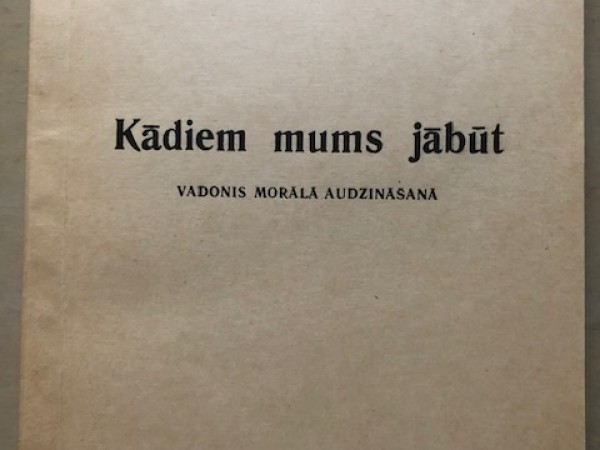 Kādiem mums jābūt
VADONIS MORĀLĀ AUDZINĀŠANĀ